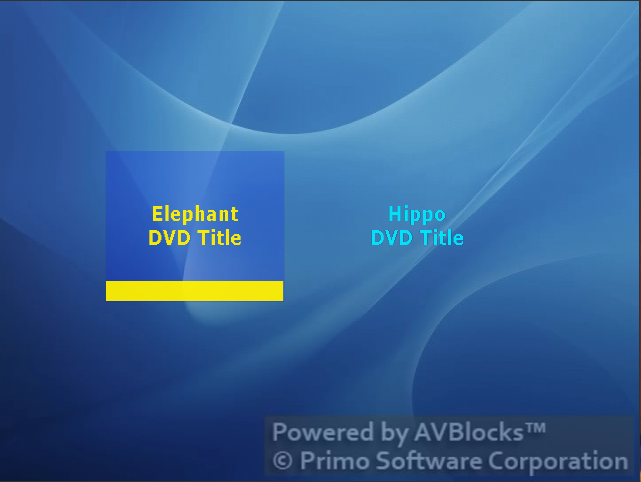 Elephant
DVD Title
Hippo
DVD Title
Powered by AVBlocks™
© Primo Software Corporation